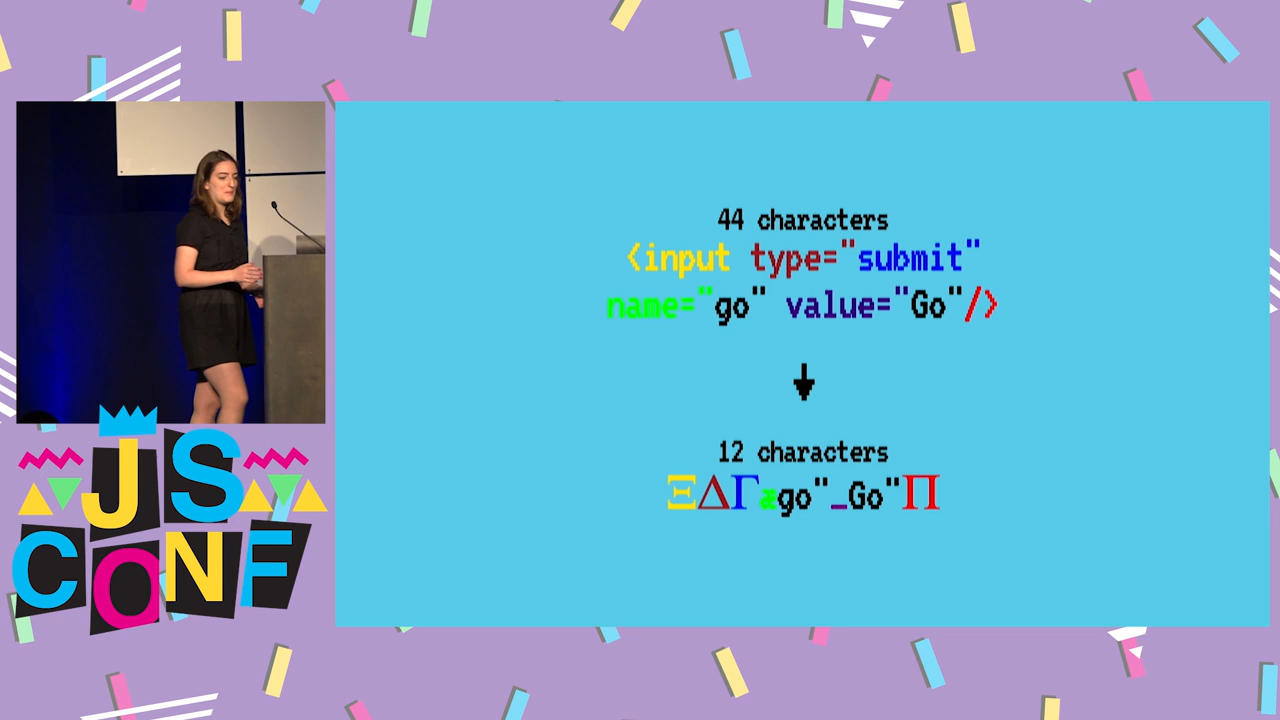 44 characters
<input type="submit"
name="go" value="Go"/>
12 characters
ΞΔΓægo"_Go"Π
JS
CONF